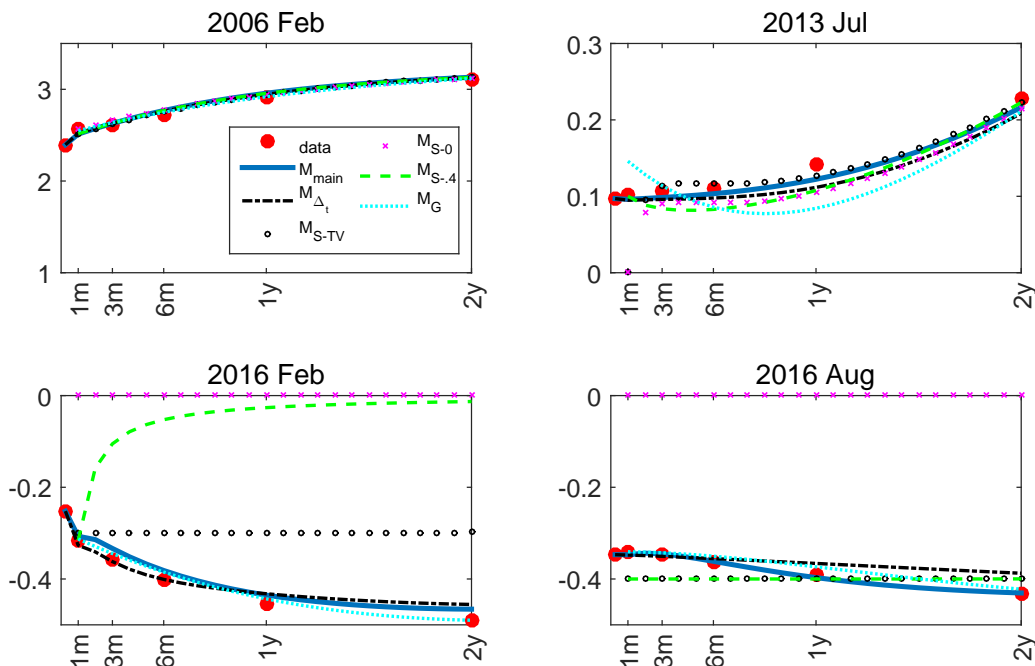 2006 Feb
3
2
1
1m
3m
6m
1y
2y
data
M_main
M_Δ_t
M_S-TV
M_S-0
M_S-.4
M_G
2013 Jul
0.3
0.2
0.1
0
1m
3m
6m
1y
2y
2016 Feb
0
-0.2
-0.4
1m
3m
6m
1y
2y
2016 Aug
0
-0.2
-0.4
1m
3m
6m
1y
2y